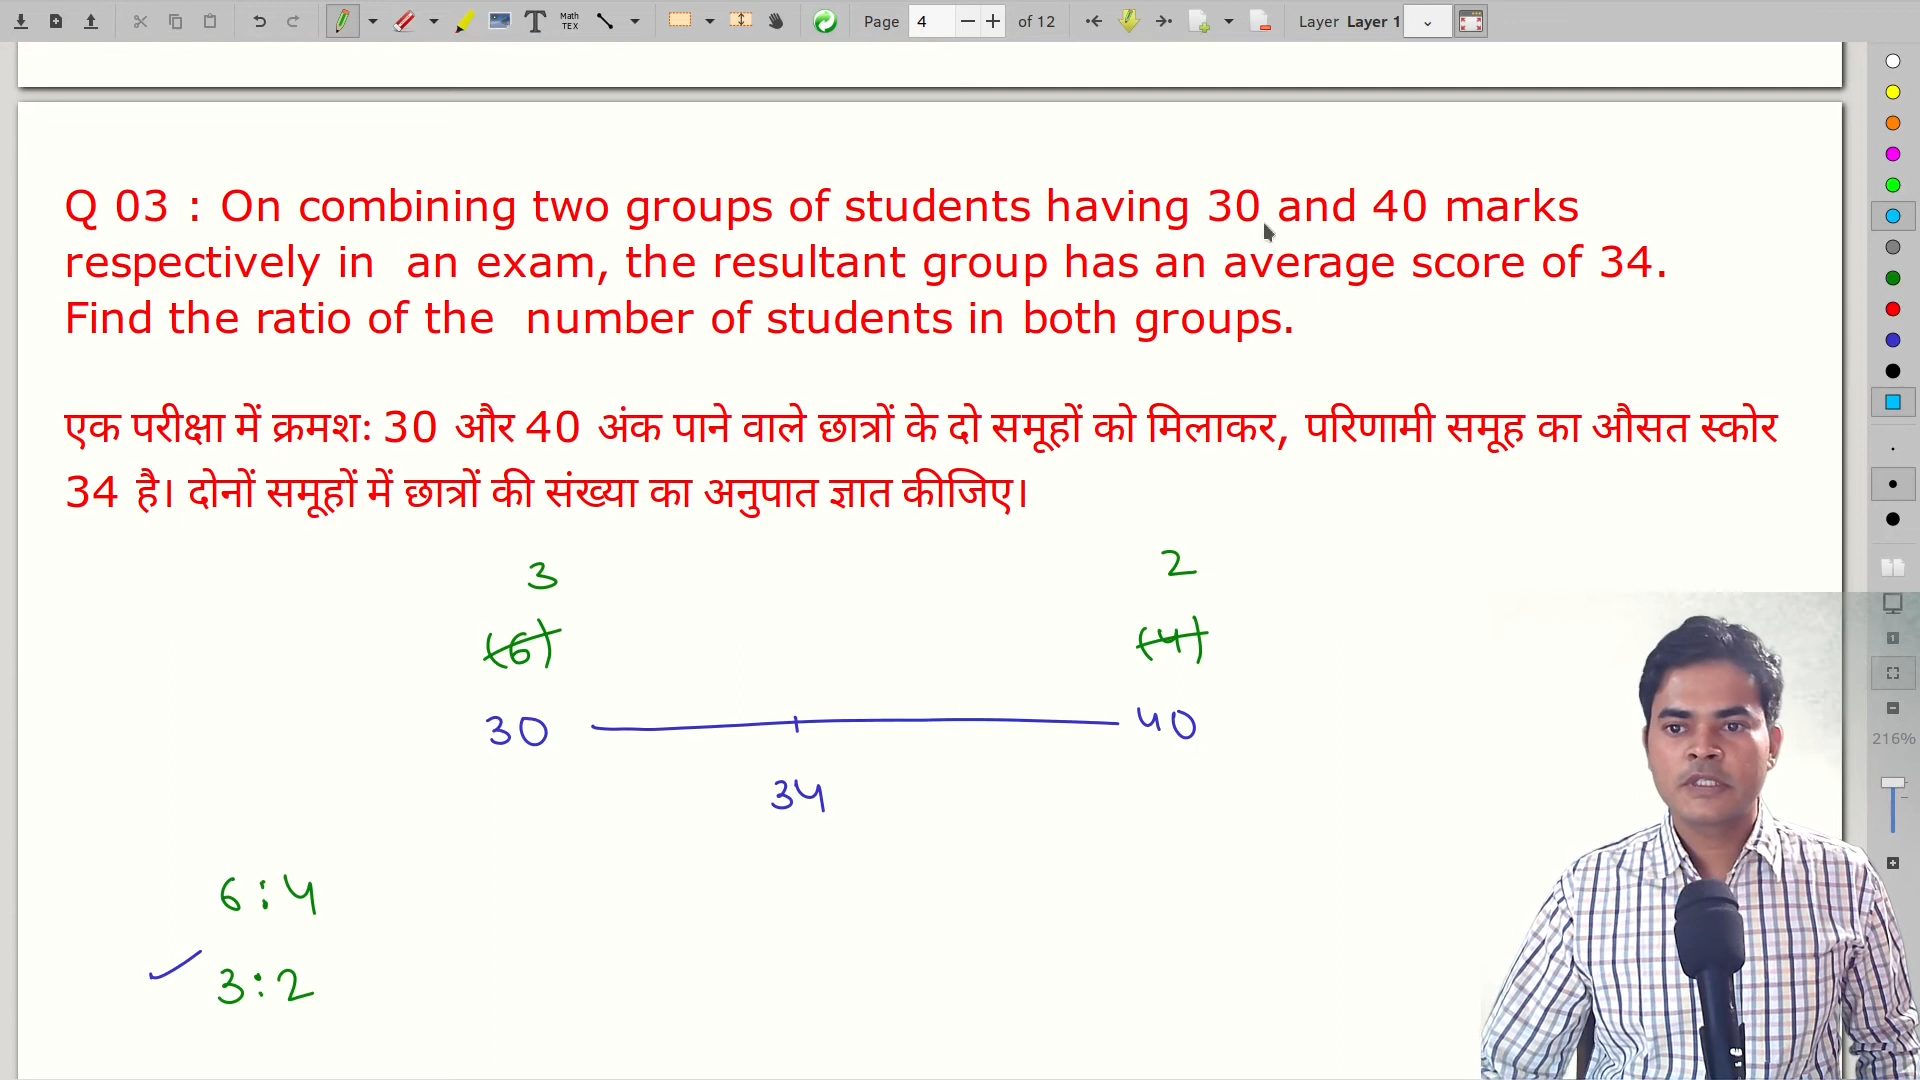 Math
TEX
Page 4 of 12 Layer Layer 1
Q 03 : On combining two groups of students having 30 and 40 marks
respectively in an exam, the resultant group has an average score of 34.
Find the ratio of the number of students in both groups.
एक परीक्षा में क्रमशः 30 और 40 अंक पाने वाले छात्रों के दो समूहों को मिलाकर, परिणामी समूह का औसत स्कोर
34 है। दोनों समूहों में छात्रों की संख्या का अनुपात ज्ञात कीजिए।
3 2
(6) (4)
30 40
34
6:4
3:2
216%